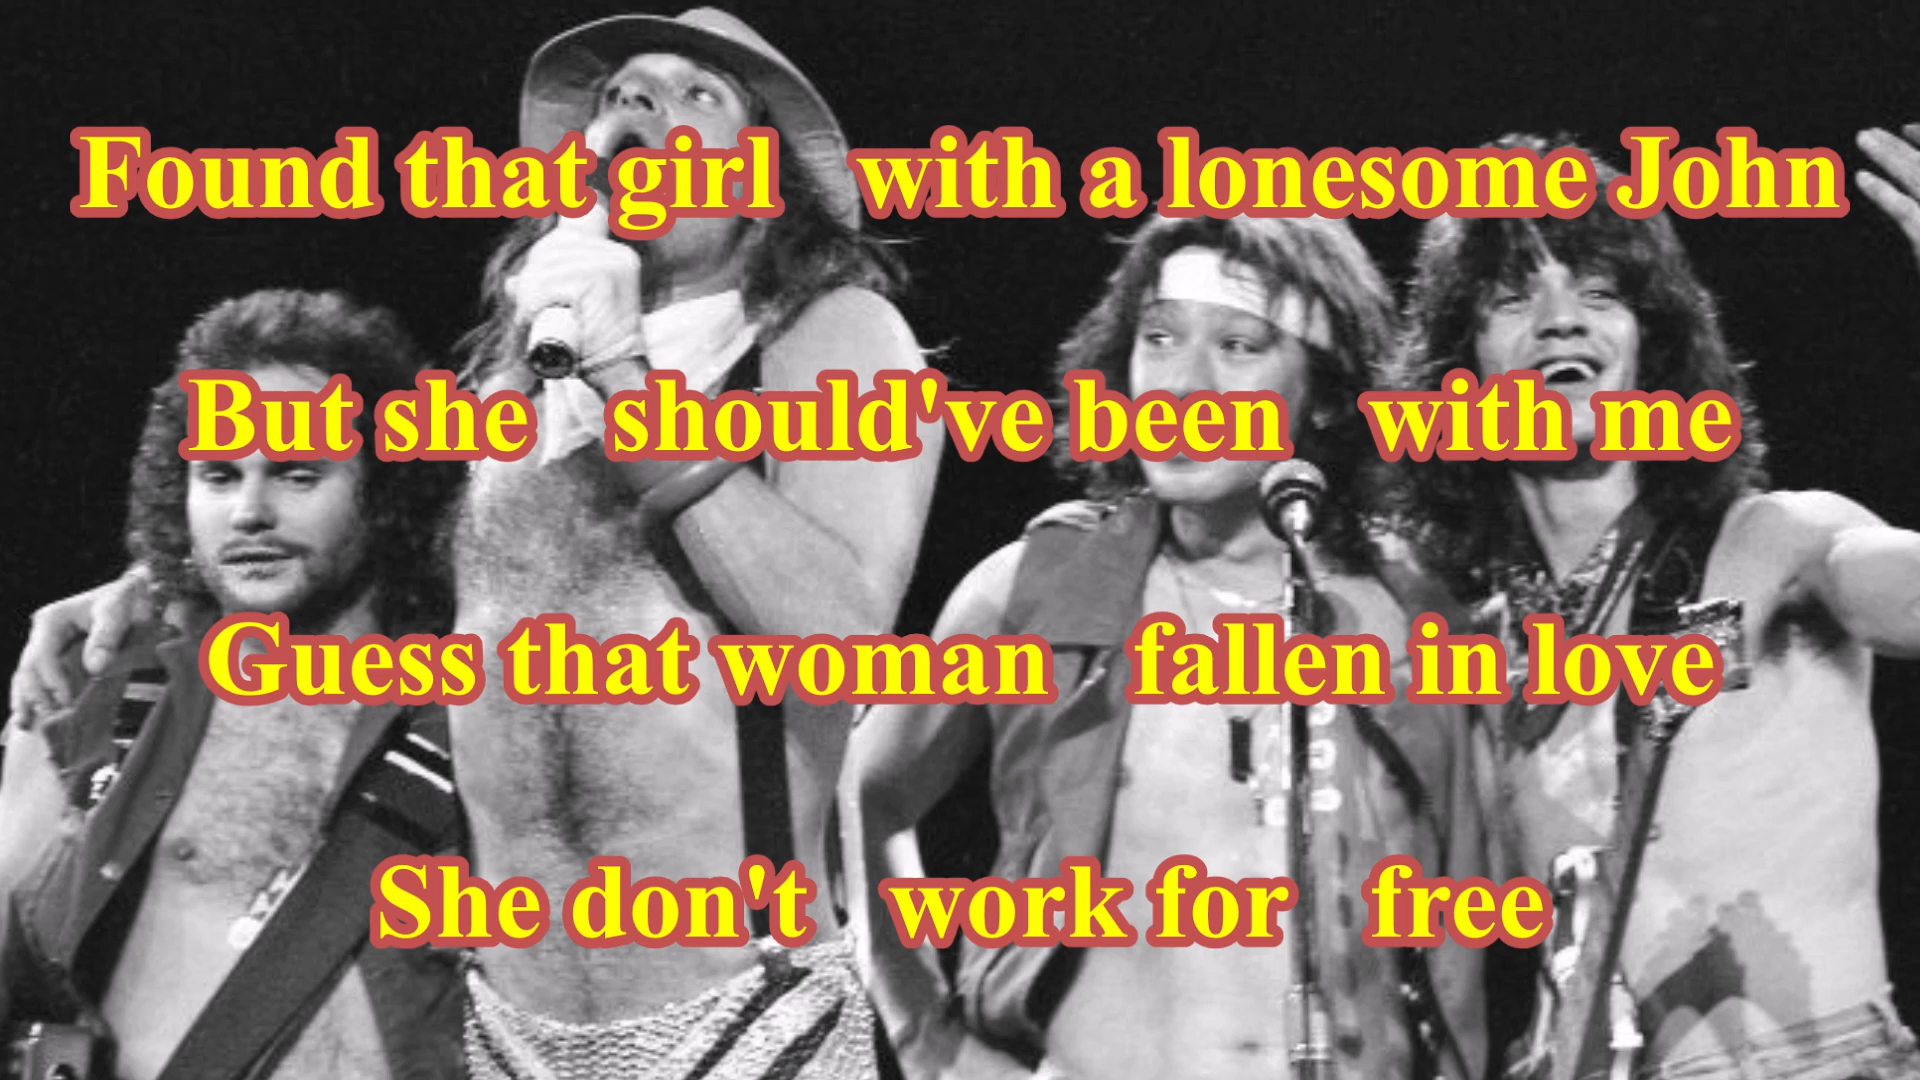 Found that girl with a lonesome John
But she should've been with me
Guess that woman fallen in love
She don't work for free